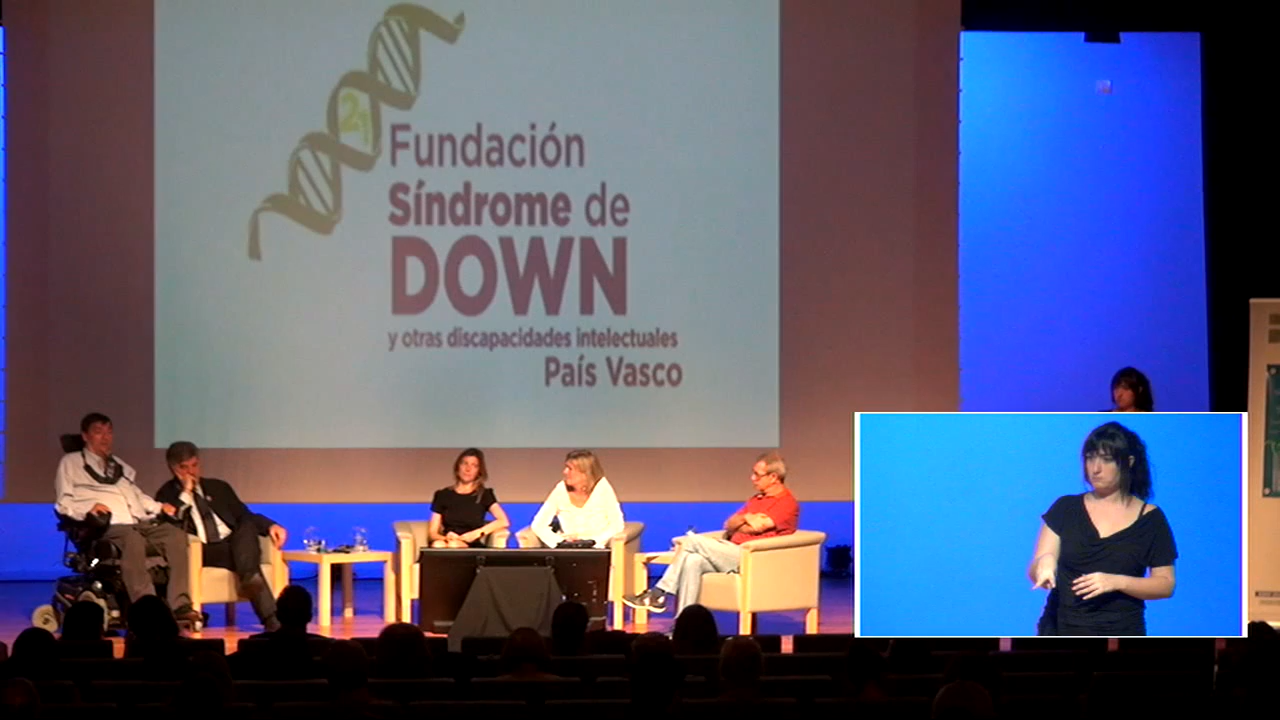 21
Fundación
Síndrome de
DOWN
y otras discapacidades intelectuales
País Vasco